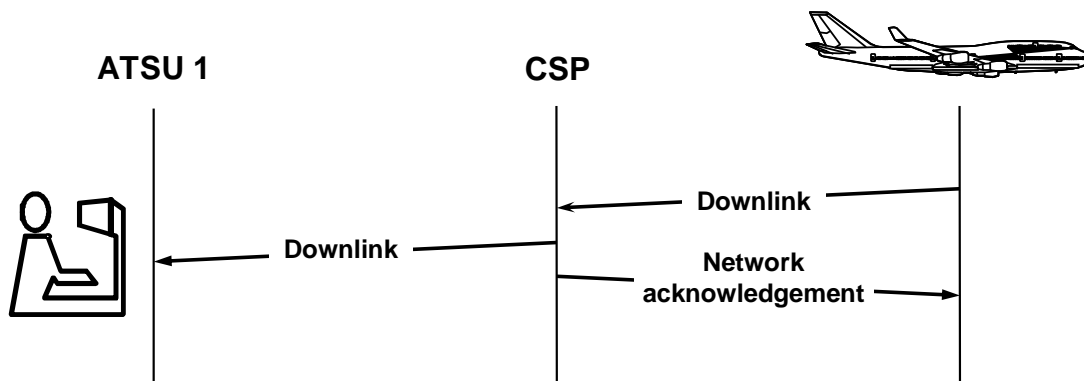 ATSU 1
CSP
Downlink
Downlink
Network
acknowledgement